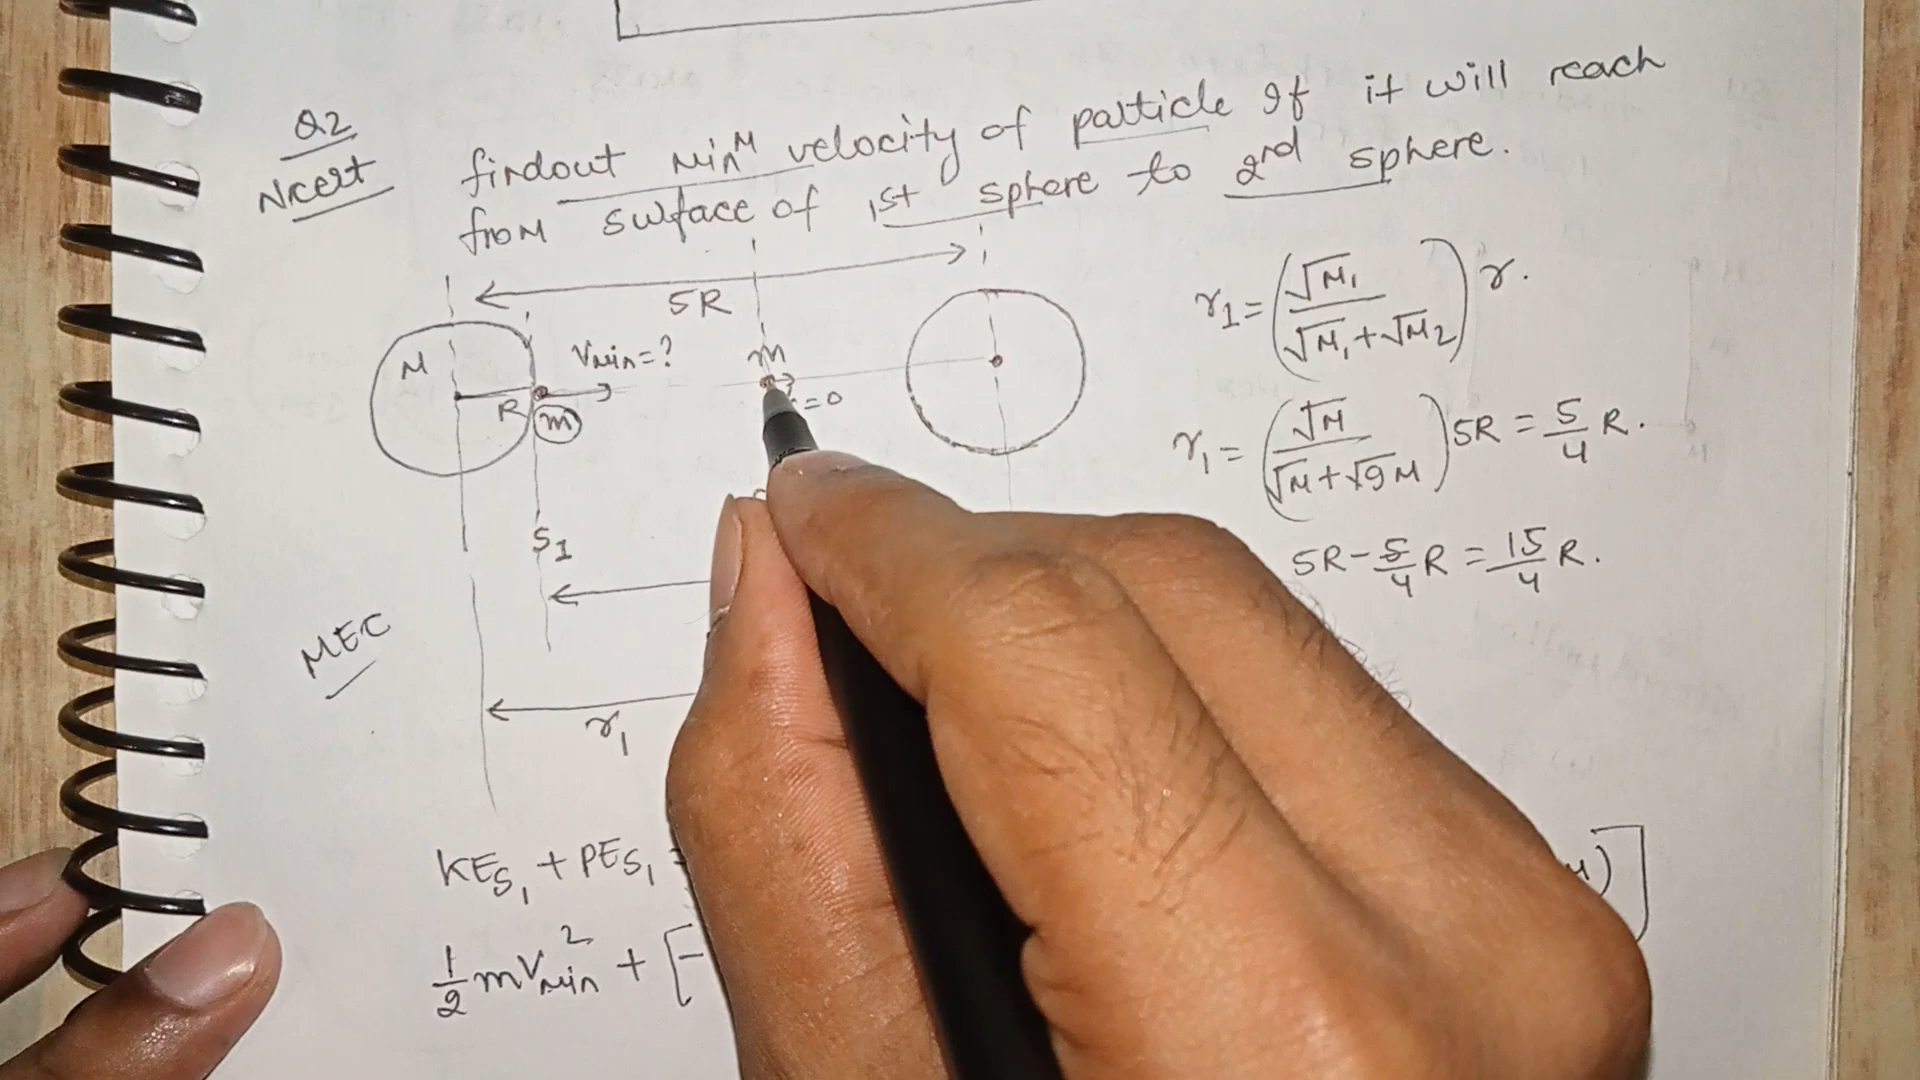 Q2
Ncert
findout minᴹ velocity of particle If it will reach
from surface of 1st sphere to 2nd sphere.
5R
M
R
m
Vmin=?
m
=0
S1
r1
MEC
r1 = (√M1 / (√M1 + √M2)) r.
r1 = (√M / (√M + √9M)) 5R = 5/4 R.
5R - 5/4 R = 15/4 R.
KES1 + PES1 =
1/2 mVmin² + [-
)]